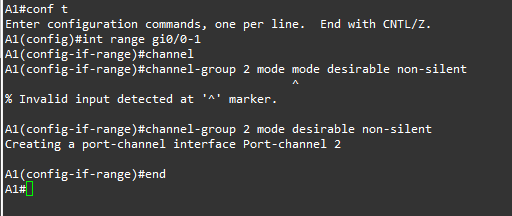 A1#conf t
Enter configuration commands, one per line.  End with CNTL/Z.
A1(config)#int range gi0/0-1
A1(config-if-range)#channel
A1(config-if-range)#channel-group 2 mode mode desirable non-silent
^
% Invalid input detected at '^' marker.
A1(config-if-range)#channel-group 2 mode desirable non-silent
Creating a port-channel interface Port-channel 2
A1(config-if-range)#end
A1#